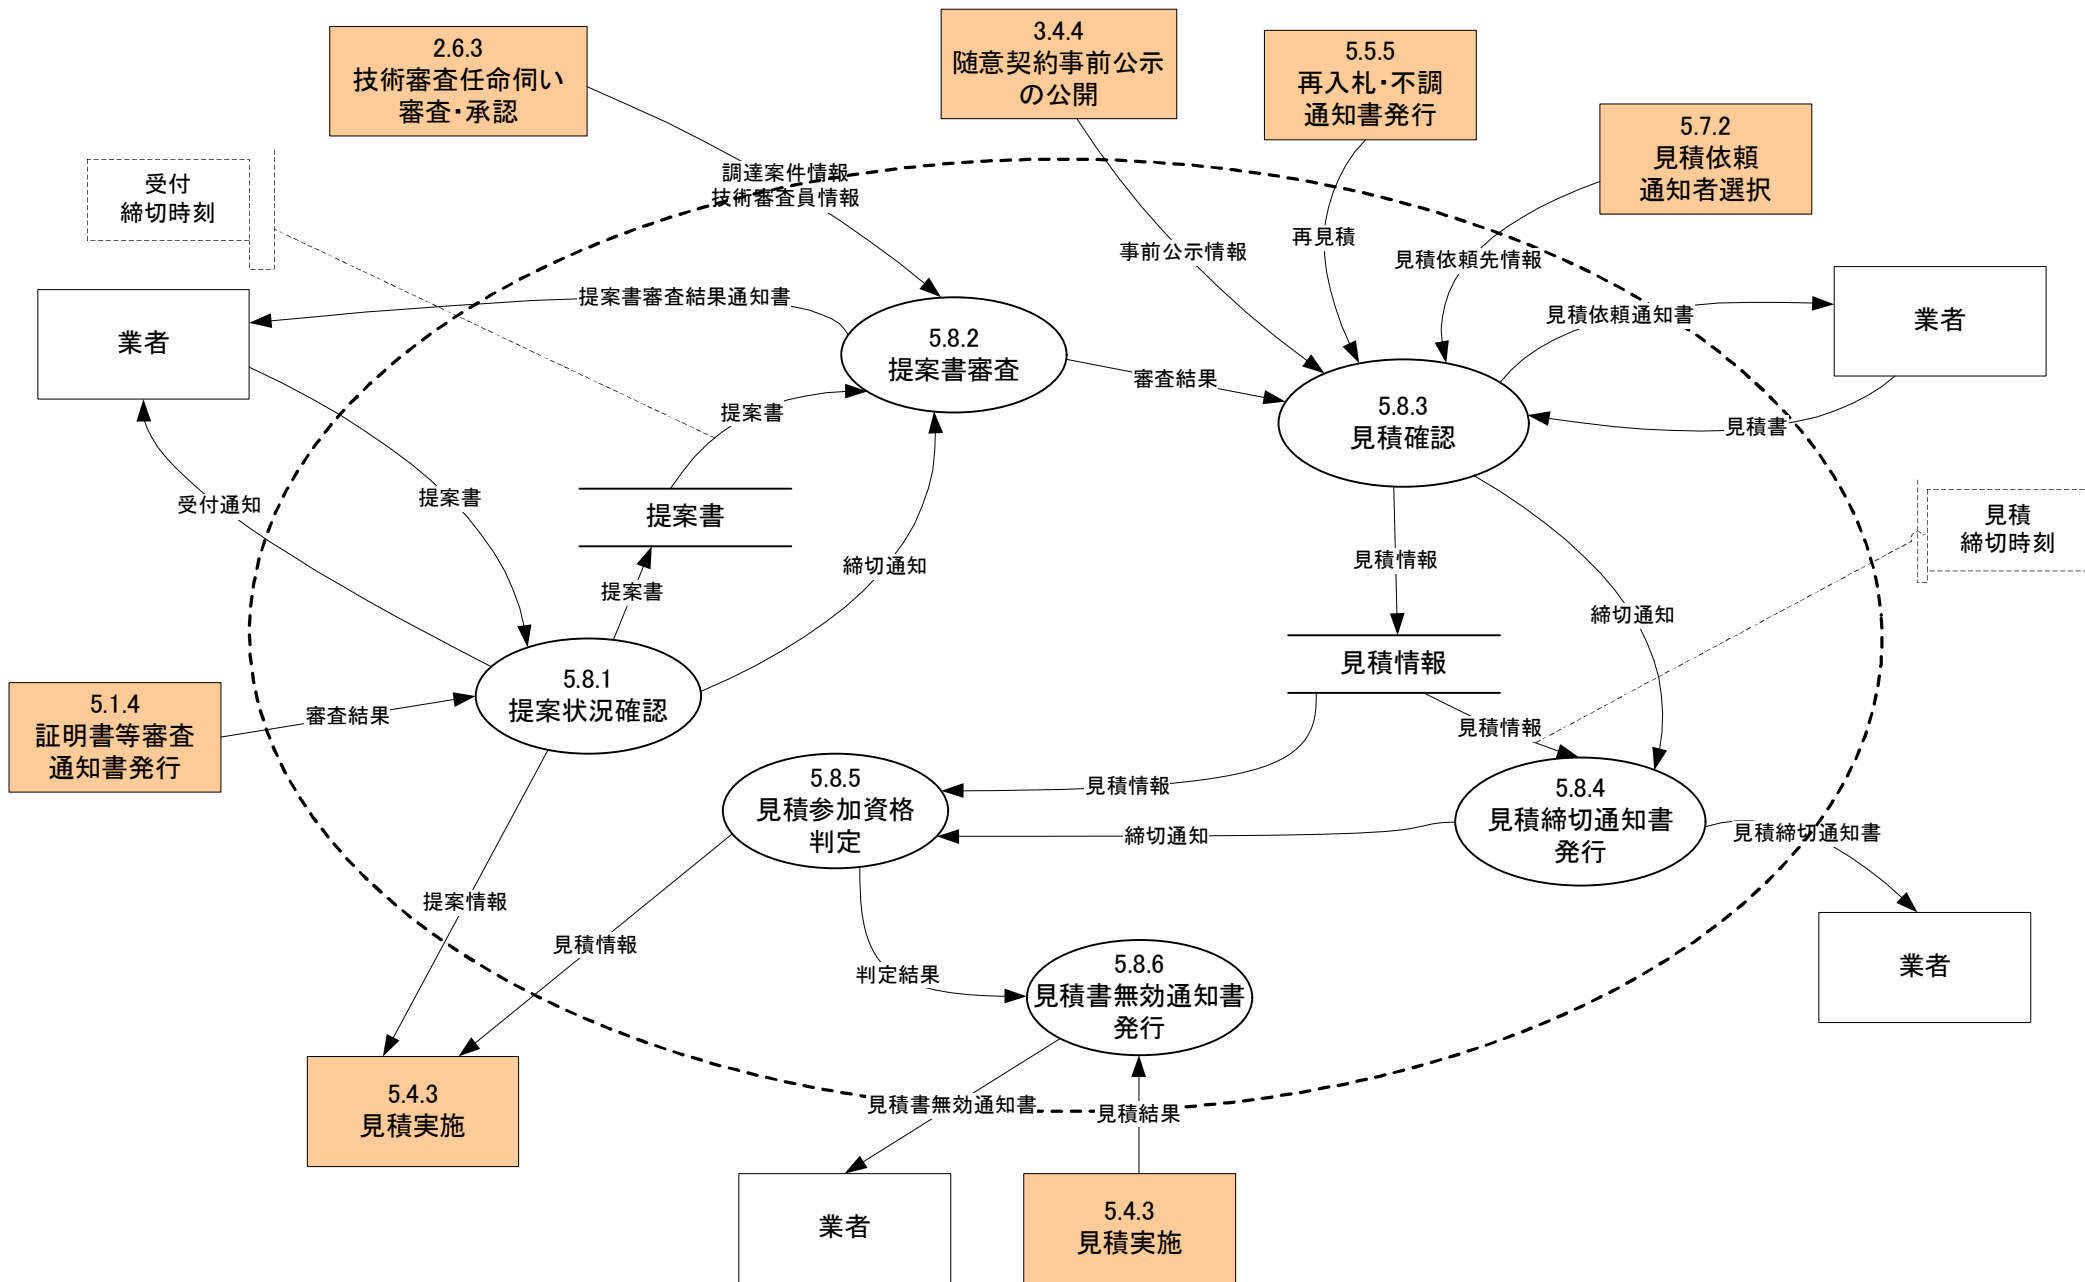 2.6.3
技術審査任命伺い
審査・承認
3.4.4
随意契約事前公示
の公開
5.5.5
再入札・不調
通知書発行
5.7.2
見積依頼
通知者選択
受付
締切時刻
調達案件情報
技術審査員情報
事前公示情報
再見積
見積依頼先情報
提案書審査結果通知書
業者
5.8.2
提案書審査
見積依頼通知書
業者
審査結果
提案書
5.8.3
見積確認
見積書
受付通知
提案書
提案書
締切通知
見積情報
見積
締切時刻
提案書
締切通知
5.8.1
提案状況確認
見積情報
5.1.4
証明書等審査
通知書発行
審査結果
見積情報
5.8.5
見積参加資格
判定
見積情報
締切通知
5.8.4
見積締切通知書
発行
見積締切通知書
提案情報
見積情報
判定結果
5.8.6
見積書無効通知書
発行
業者
5.4.3
見積実施
見積書無効通知書
見積結果
業者
5.4.3
見積実施